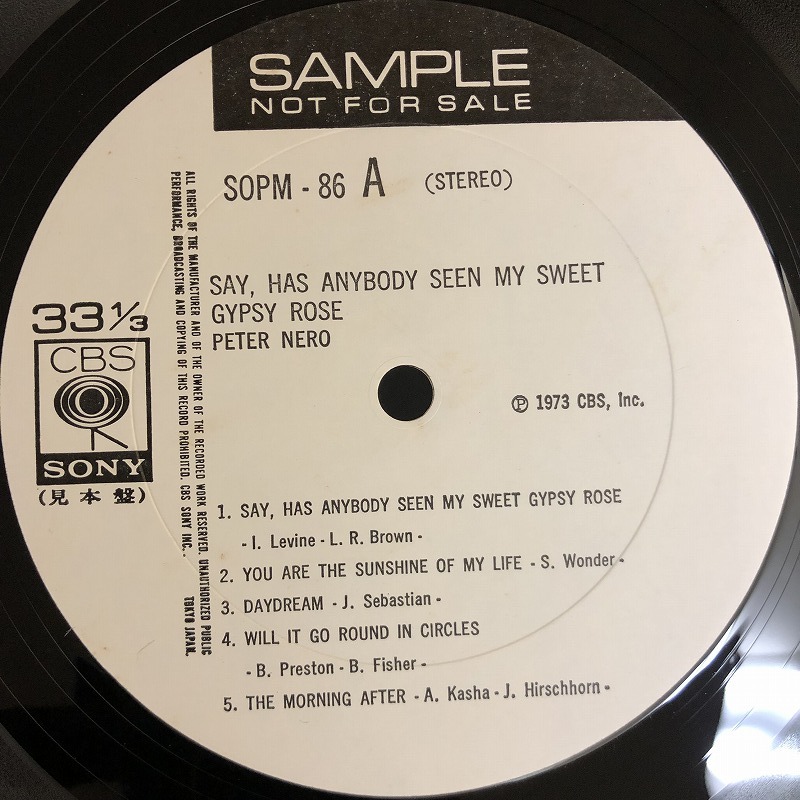 SAMPLE
NOT FOR SALE
SOPM - 86 A (STEREO)
SAY, HAS ANYBODY SEEN MY SWEET
GYPSY ROSE
PETER NERO
33 1/3
CBS
SONY
(見本盤)
ALL RIGHTS OF THE MANUFACTURER AND OF THE OWNER OF THE RECORDED WORK RESERVED. UNAUTHORIZED PUBLIC
PERFORMANCE, BROADCASTING AND COPYING OF THIS RECORD PROHIBITED. CBS SONY INC. - TOKYO JAPAN.
Ⓟ 1973 CBS, Inc.
1. SAY, HAS ANYBODY SEEN MY SWEET GYPSY ROSE
- I. Levine - L. R. Brown -
2. YOU ARE THE SUNSHINE OF MY LIFE - S. Wonder -
3. DAYDREAM - J. Sebastian -
4. WILL IT GO ROUND IN CIRCLES
- B. Preston - B. Fisher -
5. THE MORNING AFTER - A. Kasha - J. Hirschhorn -